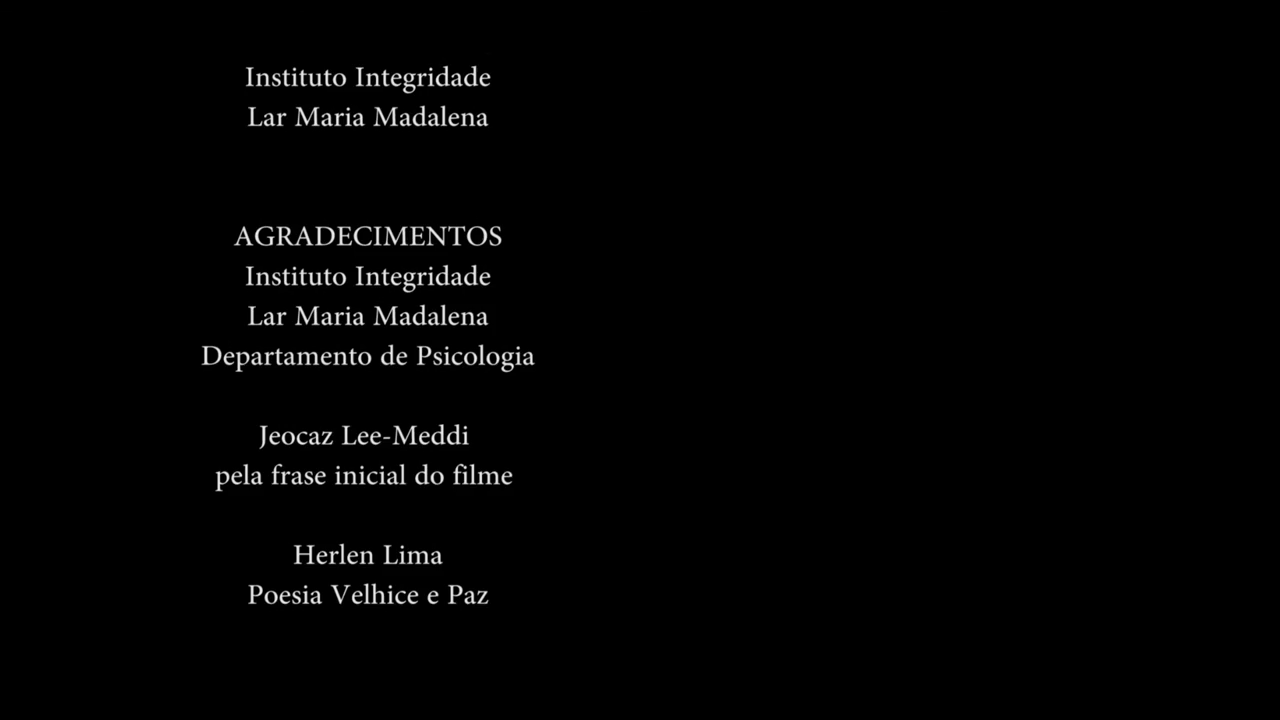 Instituto Integridade
Lar Maria Madalena
AGRADECIMENTOS
Instituto Integridade
Lar Maria Madalena
Departamento de Psicologia
Jeocaz Lee-Meddi
pela frase inicial do filme
Herlen Lima
Poesia Velhice e Paz